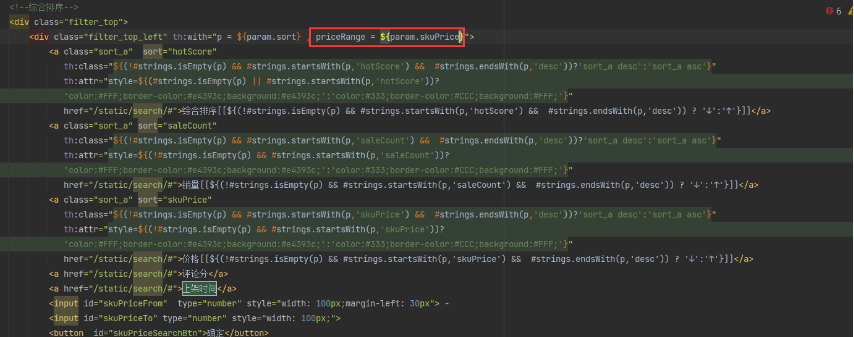 <!--综合排序-->
<div class="filter_top">
<div class="filter_top_left" th:with="p = ${param.sort} , priceRange = ${param.skuPrice}">
<a class="sort_a"  sort="hotScore"
th:class="${(!#strings.isEmpty(p) && #strings.startsWith(p,'hotScore') &&  #strings.endsWith(p,'desc'))?'sort_a desc':'sort_a asc'}"
th:attr="style=${(#strings.isEmpty(p) || #strings.startsWith(p,'hotScore'))?
'color:#FFF;border-color:#e4393c;background:#e4393c;':'color:#333;border-color:#CCC;background:#FFF;'}"
href="/static/search/#">综合排序[[${(!#strings.isEmpty(p) && #strings.startsWith(p,'hotScore') &&  #strings.endsWith(p,'desc')) ? '↓':'↑'}]]</a>
<a class="sort_a" sort="saleCount"
th:class="${(!#strings.isEmpty(p) && #strings.startsWith(p,'saleCount') &&  #strings.endsWith(p,'desc'))?'sort_a desc':'sort_a asc'}"
th:attr="style=${(!#strings.isEmpty(p) && #strings.startsWith(p,'saleCount'))?
'color:#FFF;border-color:#e4393c;background:#e4393c;':'color:#333;border-color:#CCC;background:#FFF;'}"
href="/static/search/#">销量[[${(!#strings.isEmpty(p) && #strings.startsWith(p,'saleCount') &&  #strings.endsWith(p,'desc')) ? '↓':'↑'}]]</a>
<a class="sort_a" sort="skuPrice"
th:class="${(!#strings.isEmpty(p) && #strings.startsWith(p,'skuPrice') &&  #strings.endsWith(p,'desc'))?'sort_a desc':'sort_a asc'}"
th:attr="style=${(!#strings.isEmpty(p) && #strings.startsWith(p,'skuPrice'))?
'color:#FFF;border-color:#e4393c;background:#e4393c;':'color:#333;border-color:#CCC;background:#FFF;'}"
href="/static/search/#">价格[[${(!#strings.isEmpty(p) && #strings.startsWith(p,'skuPrice') &&  #strings.endsWith(p,'desc')) ? '↓':'↑'}]]</a>
<a href="/static/search/#">评论分</a>
<a href="/static/search/#">上架时间</a>
<input id="skuPriceFrom"  type="number" style="width: 100px;margin-left: 30px"> -
<input id="skuPriceTo" type="number" style="width: 100px;">
<button  id="skuPriceSearchBtn">确定</button>
6